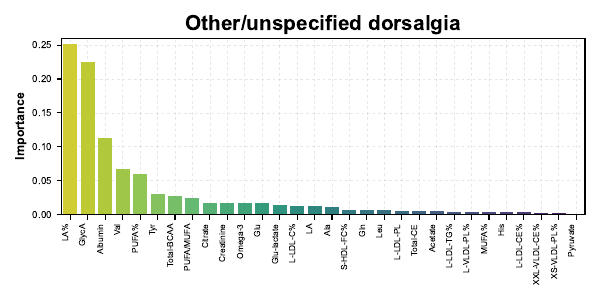 Other/unspecified dorsalgia
Importance
0.25
0.20
0.15
0.10
0.05
0.00
LA%
GlycA
Albumin
Val
PUFA%
Tyr
Total-BCAA
PUFA/MUFA
Citrate
Creatinine
Omega-3
Glu
Glu-lactate
L-LDL-C%
LA
Ala
S-HDL-FC%
Gln
Leu
L-LDL-PL
Total-CE
Acetate
L-LDL-TG%
L-VLDL-PL%
MUFA%
His
L-LDL-CE%
XXL-VLDL-CE%
XS-VLDL-PL%
Pyruvate